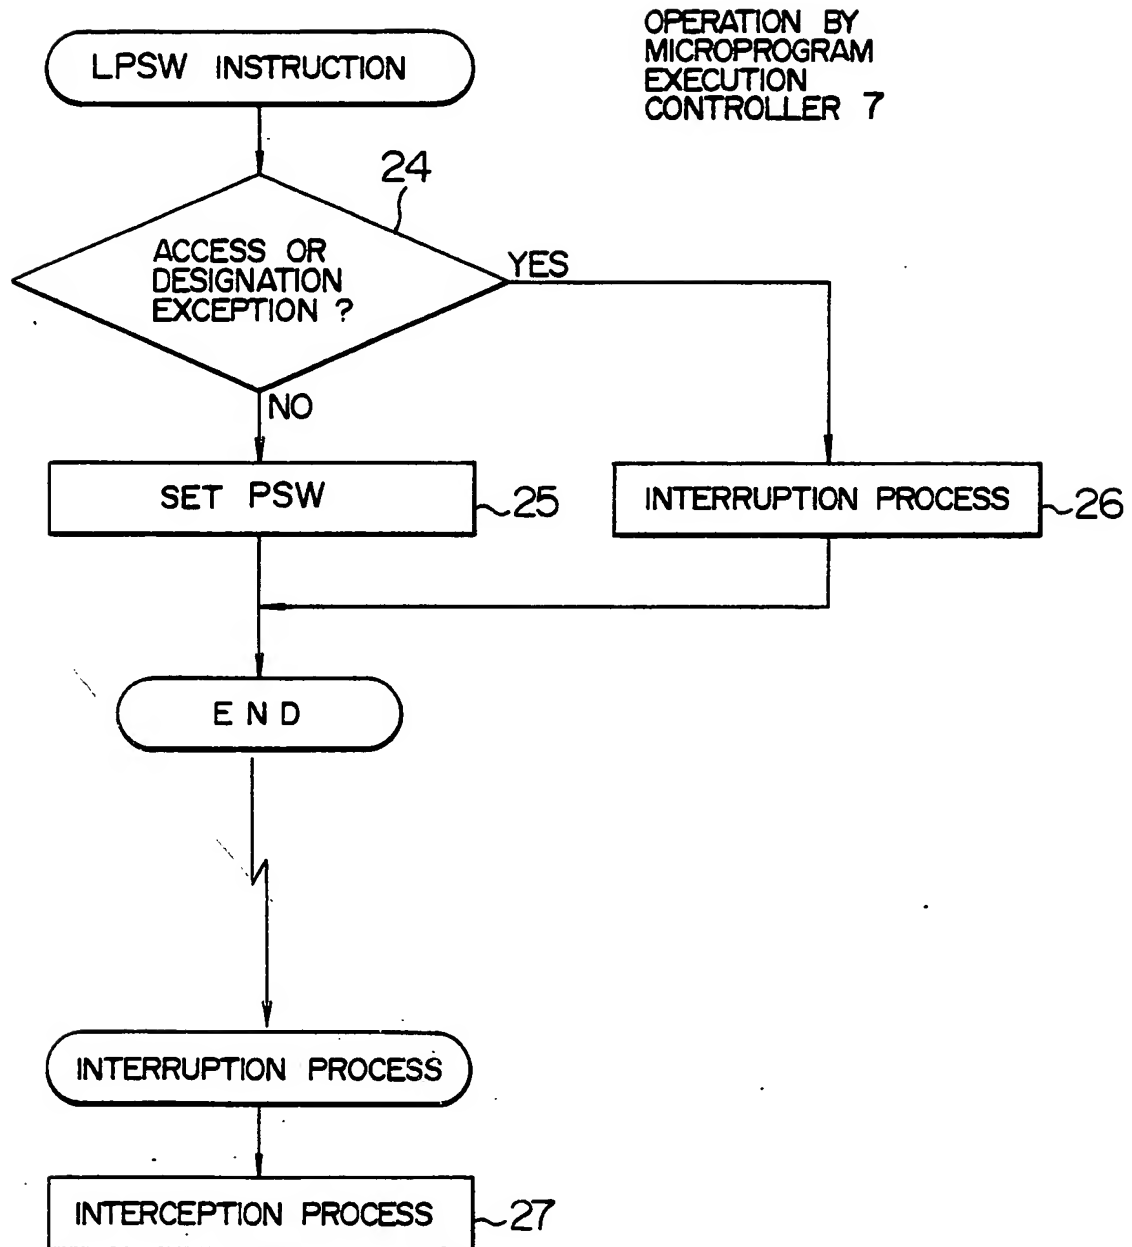 OPERATION BY
MICROPROGRAM
EXECUTION
CONTROLLER 7
LPSW INSTRUCTION
24
ACCESS OR
DESIGNATION
EXCEPTION ?
YES
NO
SET PSW
25
INTERRUPTION PROCESS
26
E N D
INTERRUPTION PROCESS
INTERCEPTION PROCESS
27